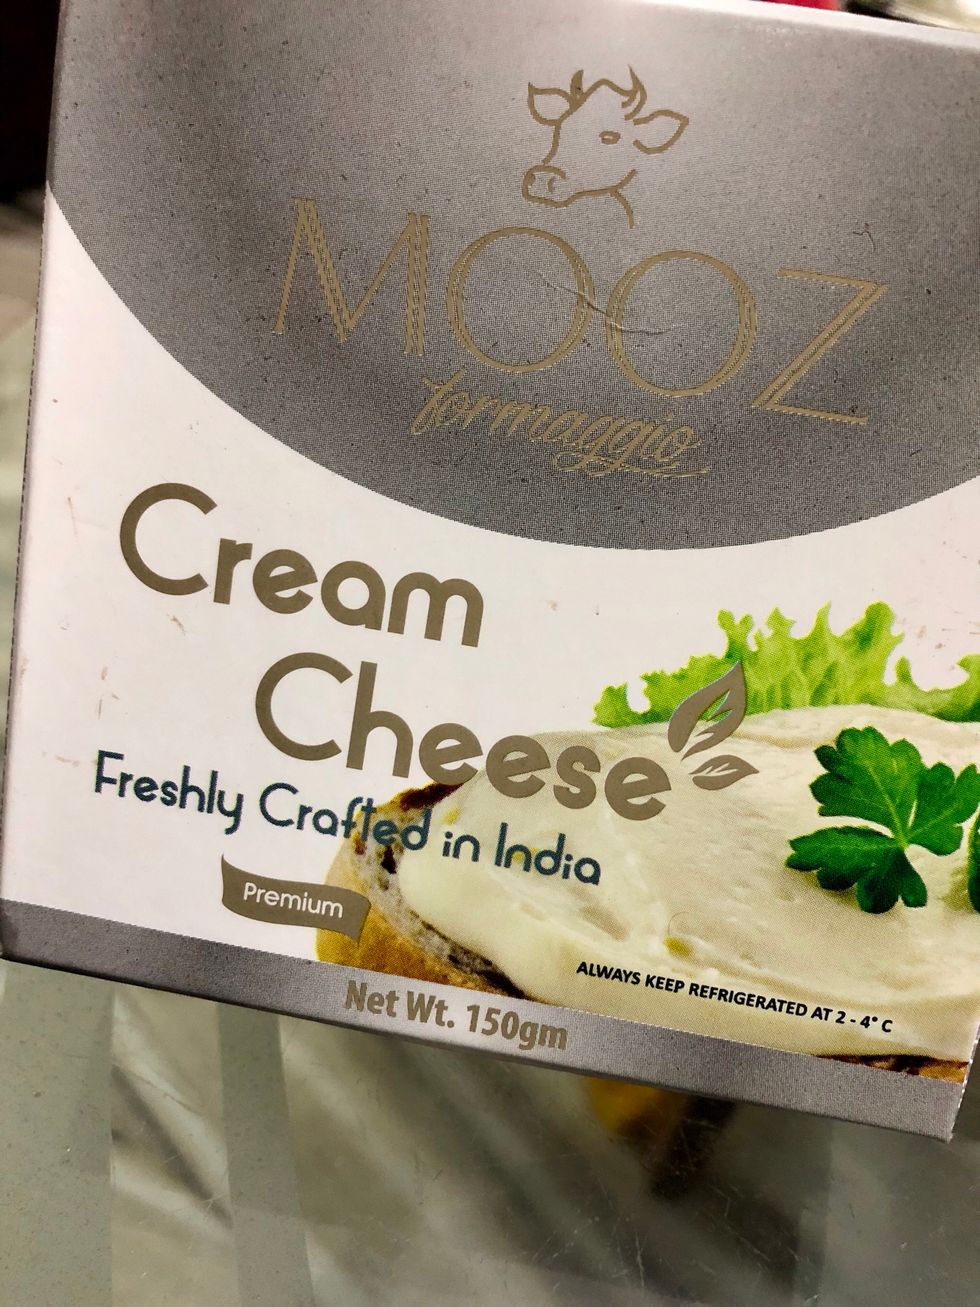 MOOZ
formaggio
Cream
Cheese
Freshly Crafted in India
Premium
ALWAYS KEEP REFRIGERATED AT 2 - 4° C
Net Wt. 150gm